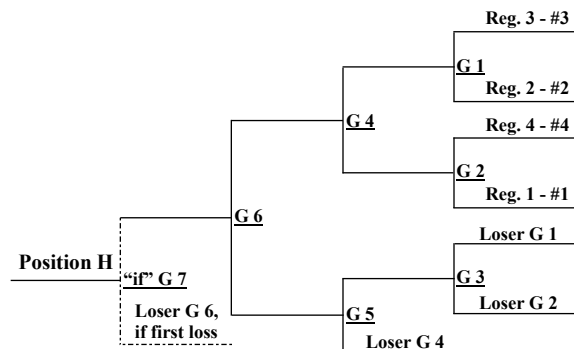 Reg. 3 - #3
G 1
Reg. 2 - #2
G 4
Reg. 4 - #4
G 2
Reg. 1 - #1
G 6
Loser G 1
Position H
“if” G 7
G 3
Loser G 6,
if first loss
Loser G 2
G 5
Loser G 4